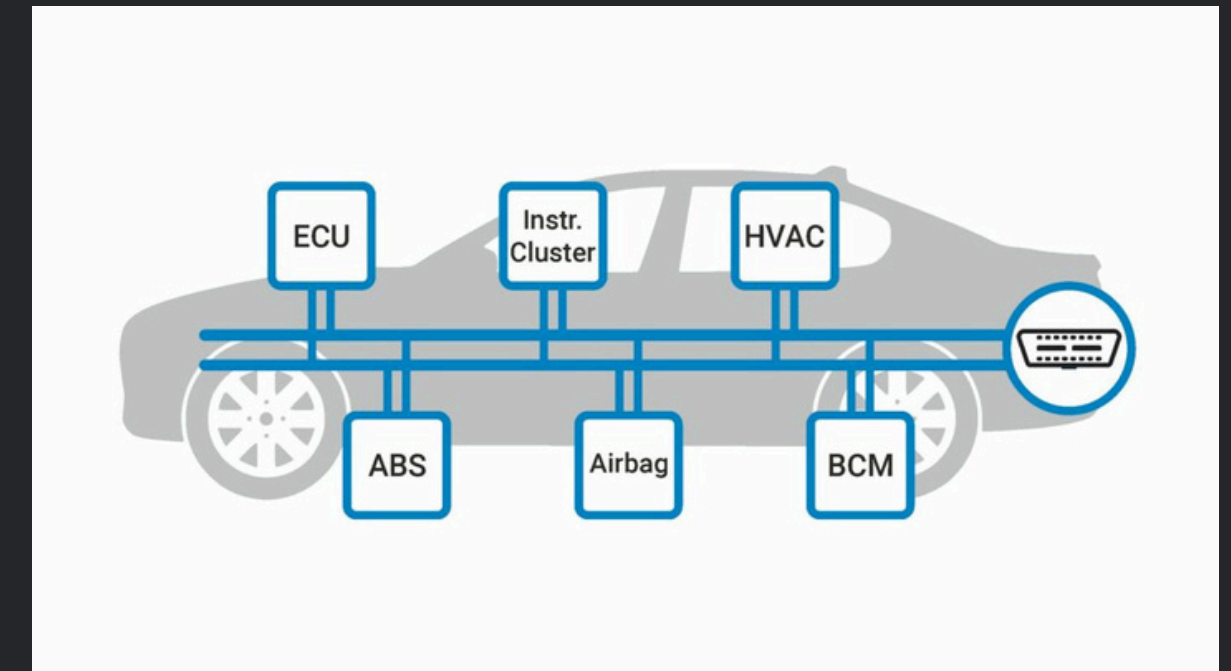 ECU
Instr.
Cluster
HVAC
ABS
Airbag
BCM